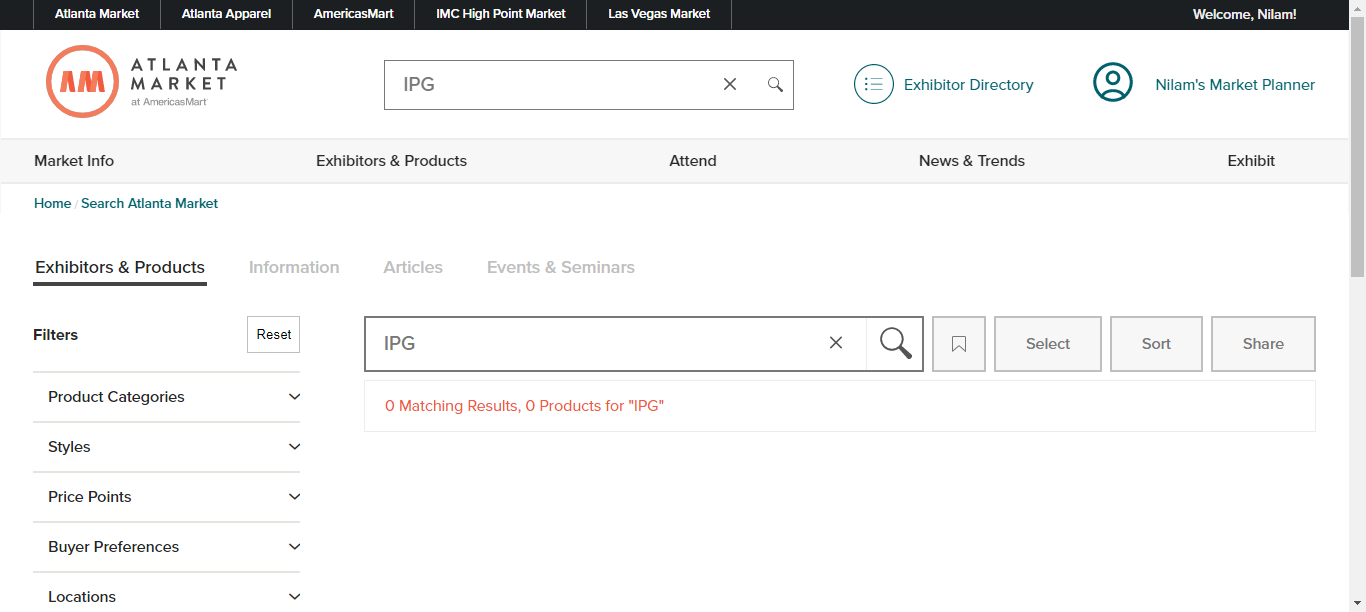 Atlanta Market Atlanta Apparel AmericasMart IMC High Point Market Las Vegas Market Welcome, Nilam!
ATLANTA
MARKET
at AmericasMart
AM
IPG
Exhibitor Directory
Nilam's Market Planner
Market Info Exhibitors & Products Attend News & Trends Exhibit
Home / Search Atlanta Market
Exhibitors & Products Information Articles Events & Seminars
Filters Reset
IPG Select Sort Share
0 Matching Results, 0 Products for "IPG"
Product Categories
Styles
Price Points
Buyer Preferences
Locations